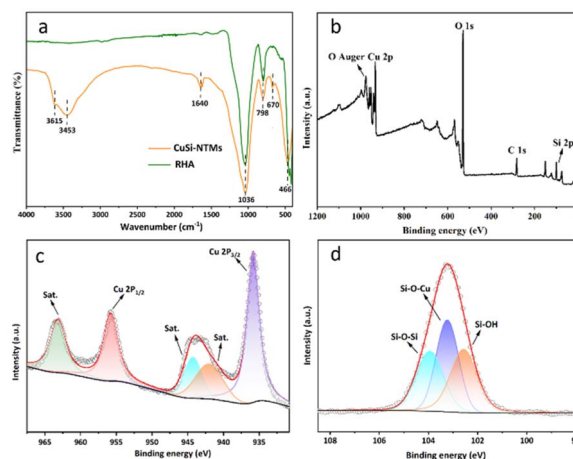 a
Transmittance (%)
3615
3453
1640
1036
798
670
466
CuSi-NTMs
RHA
4000 3500 3000 2500 2000 1500 1000 500
Wavenumber (cm-1)
b
Intensity (a.u.)
O Auger Cu 2p
O 1s
C 1s
Si 2p
1200 1000 800 600 400 200 0
Binding energy (eV)
c
Intensity (a.u.)
Sat.
Cu 2P1/2
Sat.
Sat.
Cu 2P3/2
965 960 955 950 945 940 935
Binding energy (eV)
d
Intensity (a.u.)
Si-O-Cu
Si-O-Si
Si-OH
108 106 104 102 100 98
Binding energy (eV)